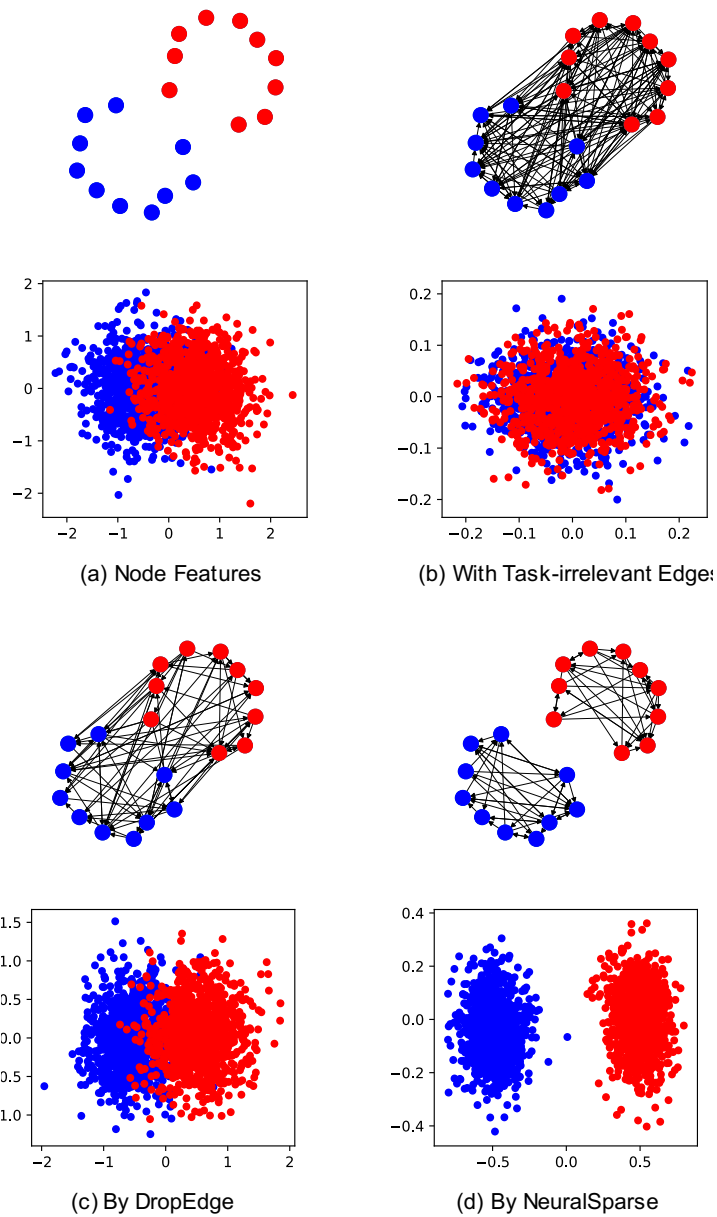 2
1
0
−1
−2
−2 −1 0 1 2
(a) Node Features
0.2
0.1
0.0
−0.1
−0.2
−0.2 −0.1 0.0 0.1 0.2
(b) With Task-irrelevant Edges
1.5
1.0
0.5
0.0
0.5
1.0
−2 −1 0 1 2
(c) By DropEdge
0.4
0.2
0.0
−0.2
−0.4
−0.5 0.0 0.5
(d) By NeuralSparse